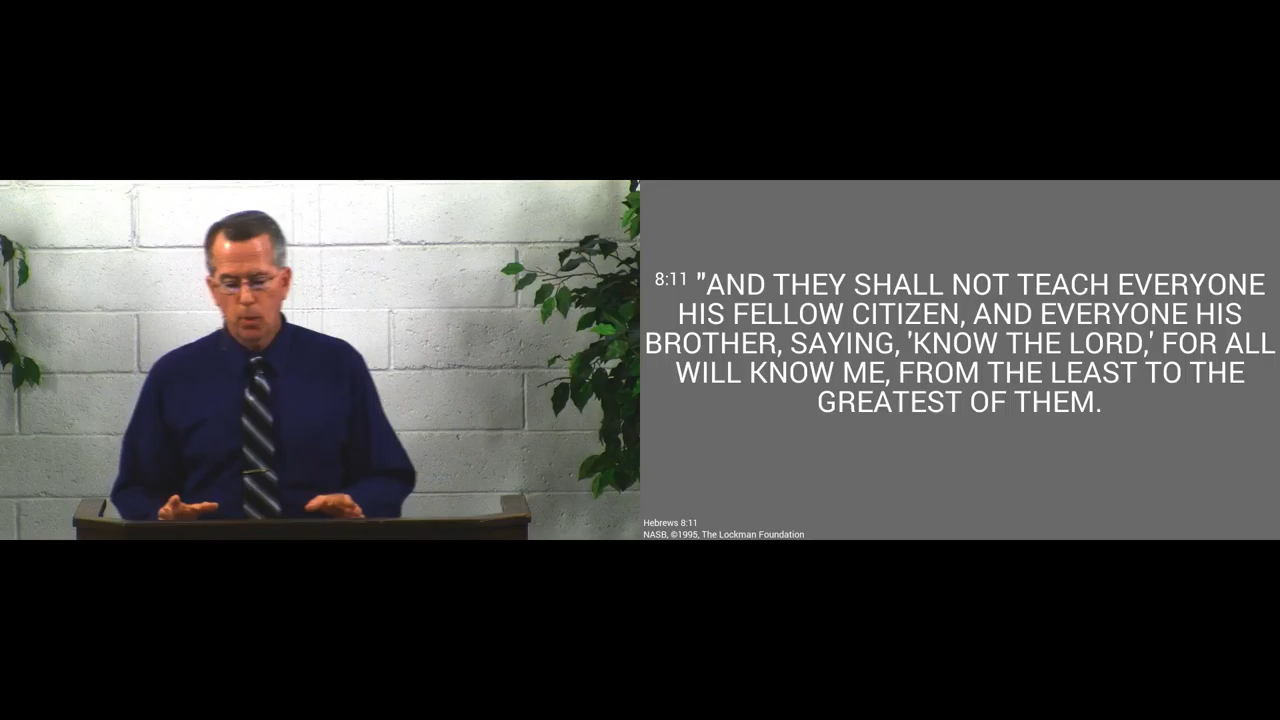 8:11 "AND THEY SHALL NOT TEACH EVERYONE
HIS FELLOW CITIZEN, AND EVERYONE HIS
BROTHER, SAYING, 'KNOW THE LORD,' FOR ALL
WILL KNOW ME, FROM THE LEAST TO THE
GREATEST OF THEM.
Hebrews 8:11
NASB, ©1995, The Lockman Foundation